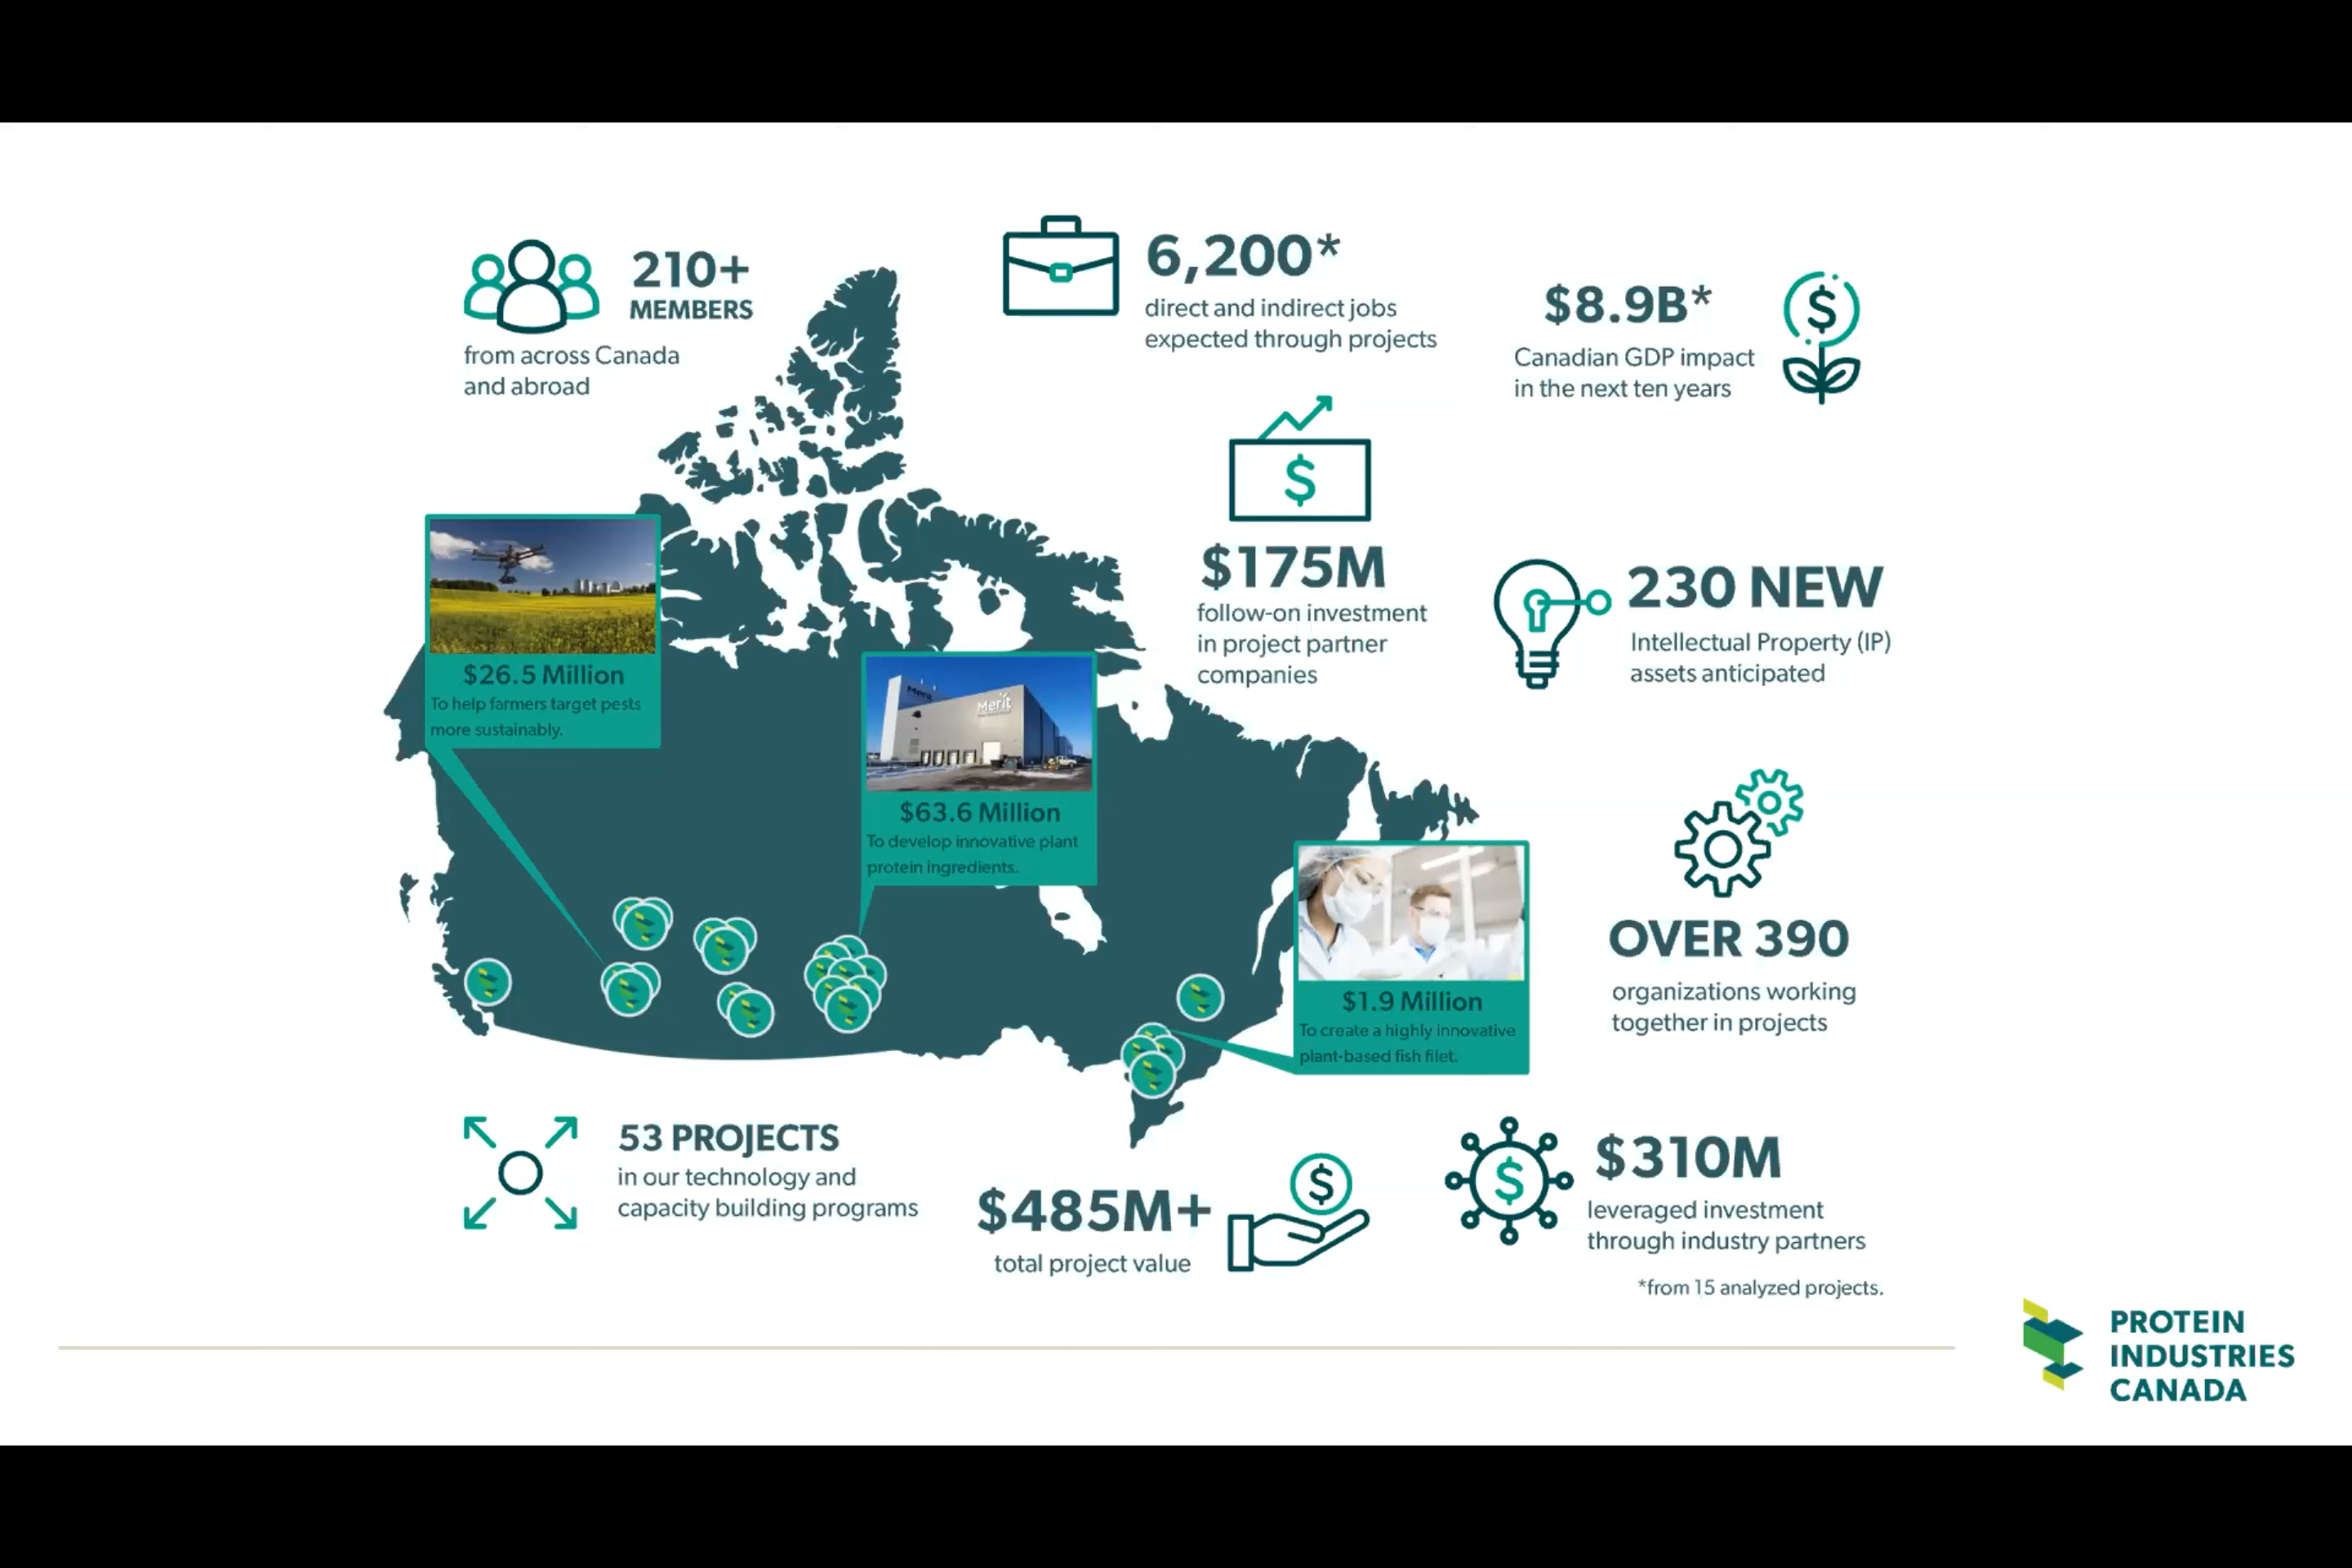 210+
MEMBERS
from across Canada
and abroad
6,200*
direct and indirect jobs
expected through projects
$8.9B*
Canadian GDP impact
in the next ten years
$
$
$175M
follow-on investment
in project partner
companies
230 NEW
Intellectual Property (IP)
assets anticipated
$26.5 Million
To help farmers target pests
more sustainably.
Merit
Merit
$63.6 Million
To develop innovative plant
protein ingredients.
$1.9 Million
To create a highly innovative
plant-based fish filet.
OVER 390
organizations working
together in projects
53 PROJECTS
in our technology and
capacity building programs
$485M+
total project value
$
$
$310M
leveraged investment
through industry partners
*from 15 analyzed projects.
PROTEIN
INDUSTRIES
CANADA